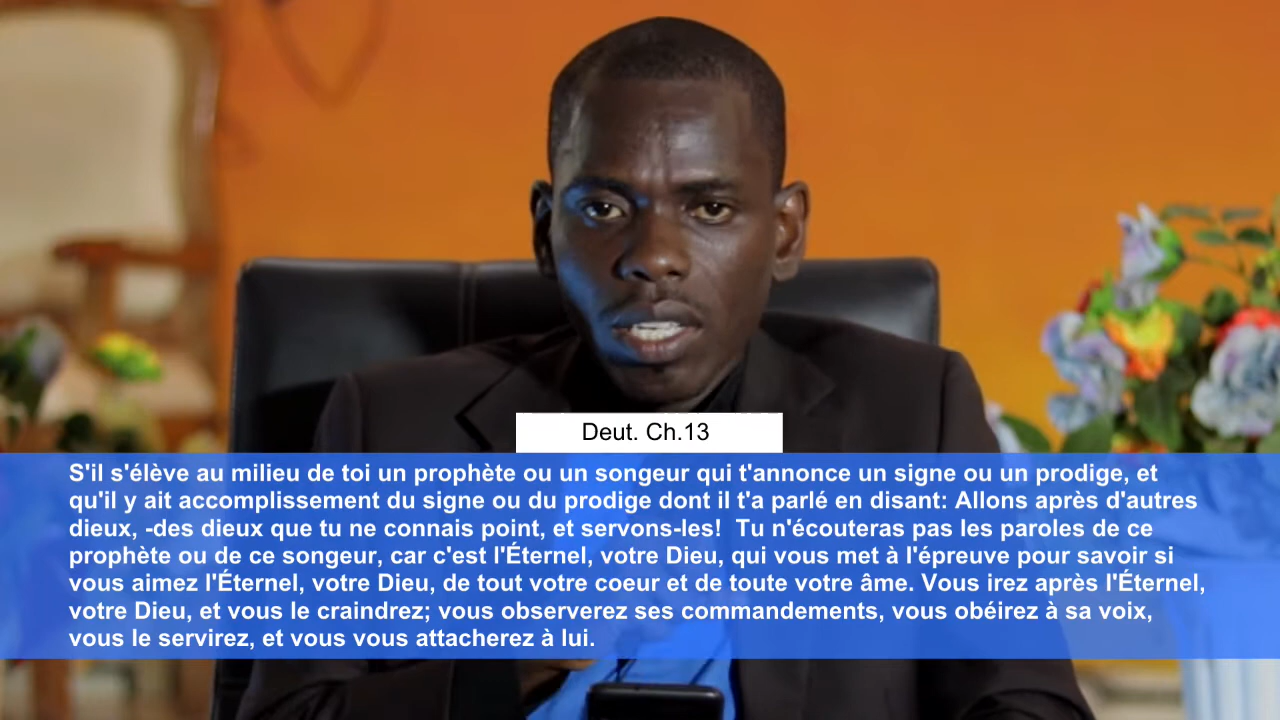 Deut. Ch.13
S'il s'élève au milieu de toi un prophète ou un songeur qui t'annonce un signe ou un prodige, et
qu'il y ait accomplissement du signe ou du prodige dont il t'a parlé en disant: Allons après d'autres
dieux, -des dieux que tu ne connais point, et servons-les!  Tu n'écouteras pas les paroles de ce
prophète ou de ce songeur, car c'est l'Éternel, votre Dieu, qui vous met à l'épreuve pour savoir si
vous aimez l'Éternel, votre Dieu, de tout votre coeur et de toute votre âme. Vous irez après l'Éternel,
votre Dieu, et vous le craindrez; vous observerez ses commandements, vous obéirez à sa voix,
vous le servirez, et vous vous attacherez à lui.